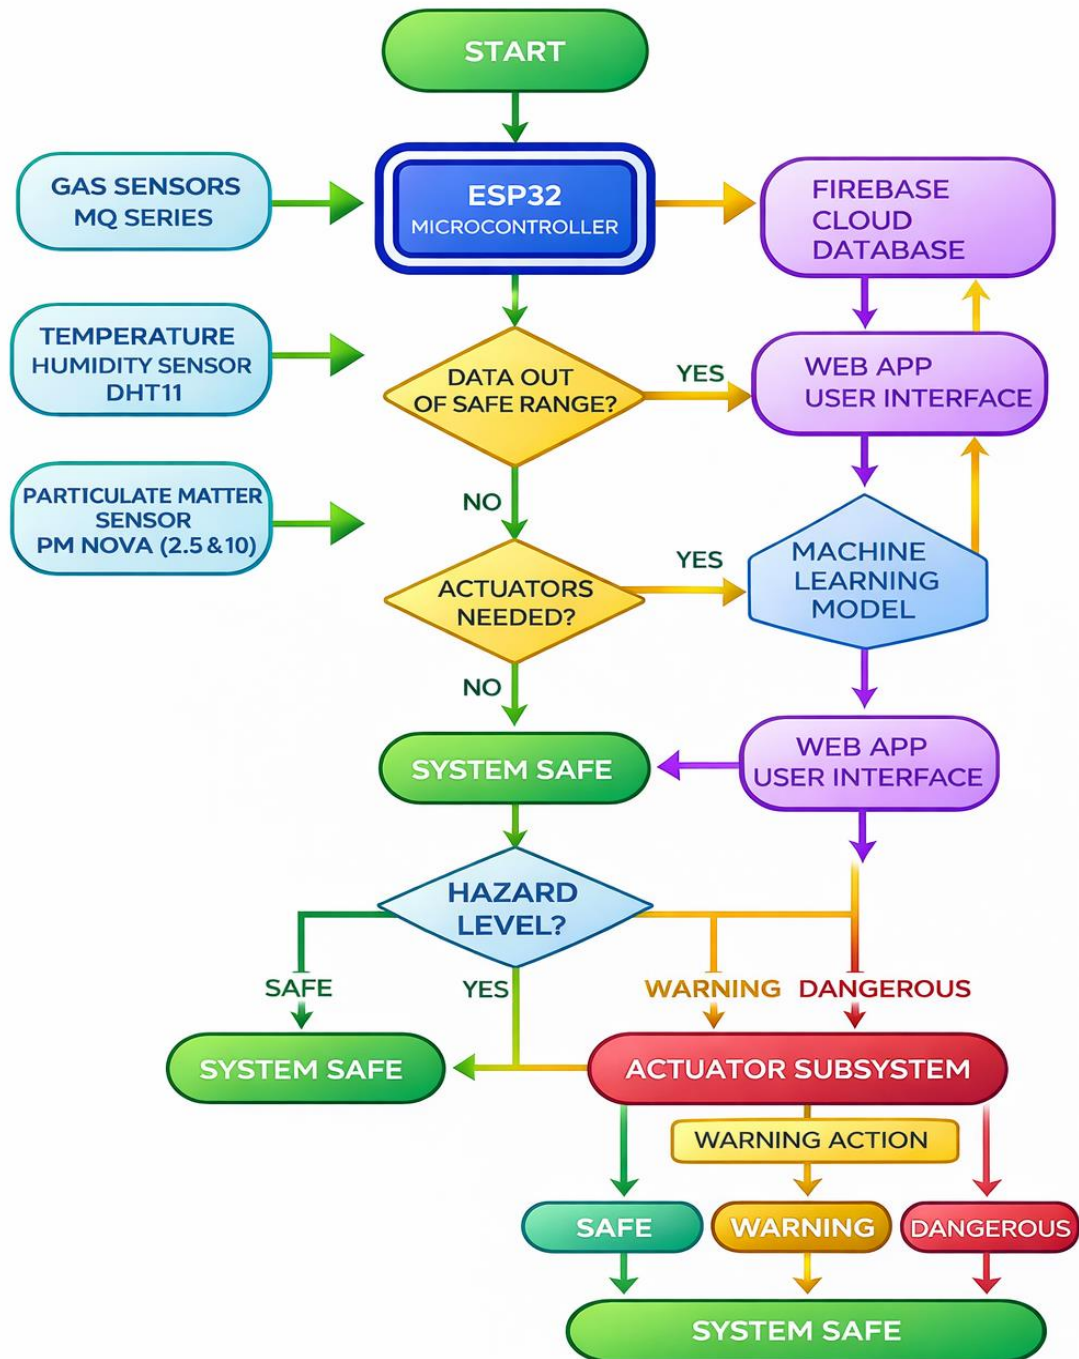 START
GAS SENSORS
MQ SERIES
ESP32
MICROCONTROLLER
FIREBASE
CLOUD
DATABASE
TEMPERATURE
HUMIDITY SENSOR
DHT11
DATA OUT
OF SAFE RANGE?
YES
WEB APP
USER INTERFACE
NO
PARTICULATE MATTER
SENSOR
PM NOVA (2.5 & 10)
ACTUATORS
NEEDED?
YES
MACHINE
LEARNING
MODEL
NO
SYSTEM SAFE
WEB APP
USER INTERFACE
HAZARD
LEVEL?
SAFE
YES
WARNING
DANGEROUS
SYSTEM SAFE
ACTUATOR SUBSYSTEM
WARNING ACTION
SAFE
WARNING
DANGEROUS
SYSTEM SAFE